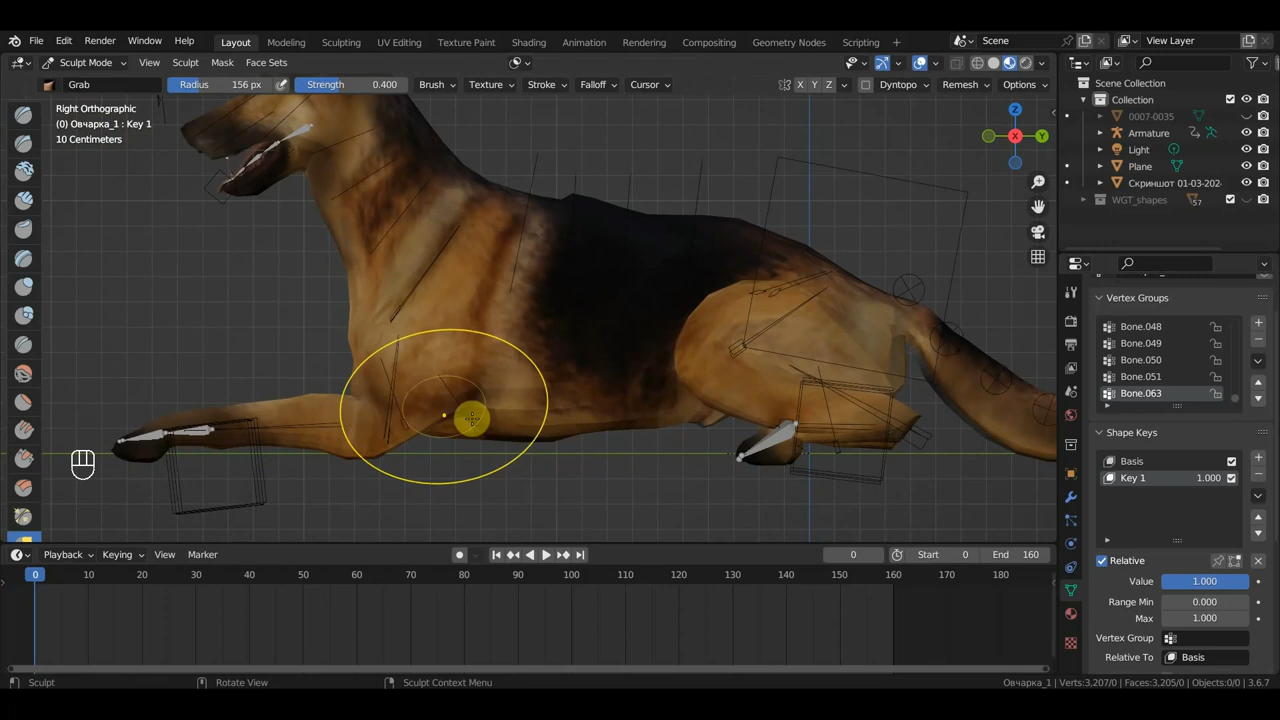 File Edit Render Window Help Layout Modeling Sculpting UV Editing Texture Paint Shading Animation Rendering Compositing Geometry Nodes Scripting + Scene View Layer
Sculpt Mode View Sculpt Mask Face Sets
Grab Radius 156 px Strength 0.400 Brush Texture Stroke Falloff Cursor X Y Z Dyntopo Remesh Options
Right Orthographic
(0) Овчарка_1 : Key 1
10 Centimeters
Z
X
Y
Scene Collection
Collection
0007-0035
Armature
Light
Plane
Скриншот 01-03-202
WGT_shapes 57
Vertex Groups
Bone.048
Bone.049
Bone.050
Bone.051
Bone.063
Shape Keys
Basis
Key 1 1.000
Relative
Value 1.000
Range Min 0.000
Max 1.000
Vertex Group
Relative To Basis
Playback Keying View Marker 0 Start 0 End 160
0 10 20 30 40 50 60 70 80 90 100 110 120 130 140 150 160 170 180
Sculpt Rotate View Sculpt Context Menu Овчарка_1 | Verts:3,207/0 | Faces:3,205/0 | Objects:0/0 | 3.6.7